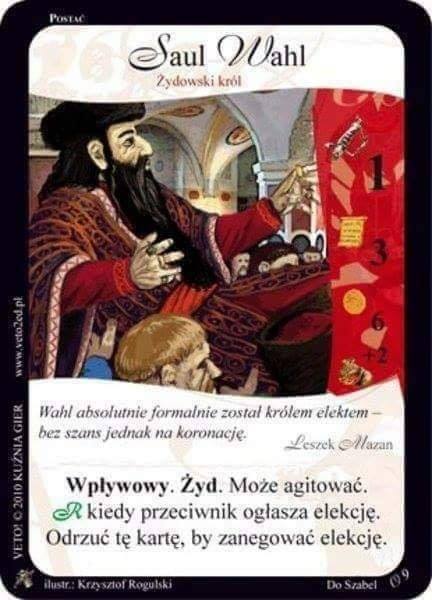 Postać
Saul Wahl
Żydowski król
1
3
6
+2
Wahl absolutnie formalnie został królem elektem –
bez szans jednak na koronację.
Leszek Mazan
Wpływowy. Żyd. Może agitować.
R kiedy przeciwnik ogłasza elekcję.
Odrzuć tę kartę, by zanegować elekcję.
VETO! © 2010 KUŹNIA GIER www.veto2ed.pl
ilustr.: Krzysztof Rogulski
Do Szabel
9